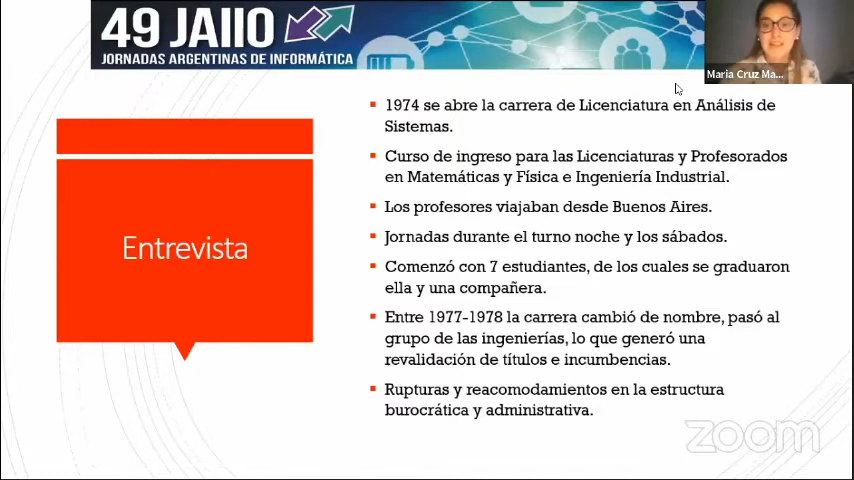 49 JAIIO
JORNADAS ARGENTINAS DE INFORMÁTICA
Maria Cruz Ma...
Entrevista
1974 se abre la carrera de Licenciatura en Análisis de
Sistemas.
Curso de ingreso para las Licenciaturas y Profesorados
en Matemáticas y Física e Ingeniería Industrial.
Los profesores viajaban desde Buenos Aires.
Jornadas durante el turno noche y los sábados.
Comenzó con 7 estudiantes, de los cuales se graduaron
ella y una compañera.
Entre 1977-1978 la carrera cambió de nombre, pasó al
grupo de las ingenierías, lo que generó una
revalidación de títulos e incumbencias.
Rupturas y reacomodamientos en la estructura
burocrática y administrativa.
zoom